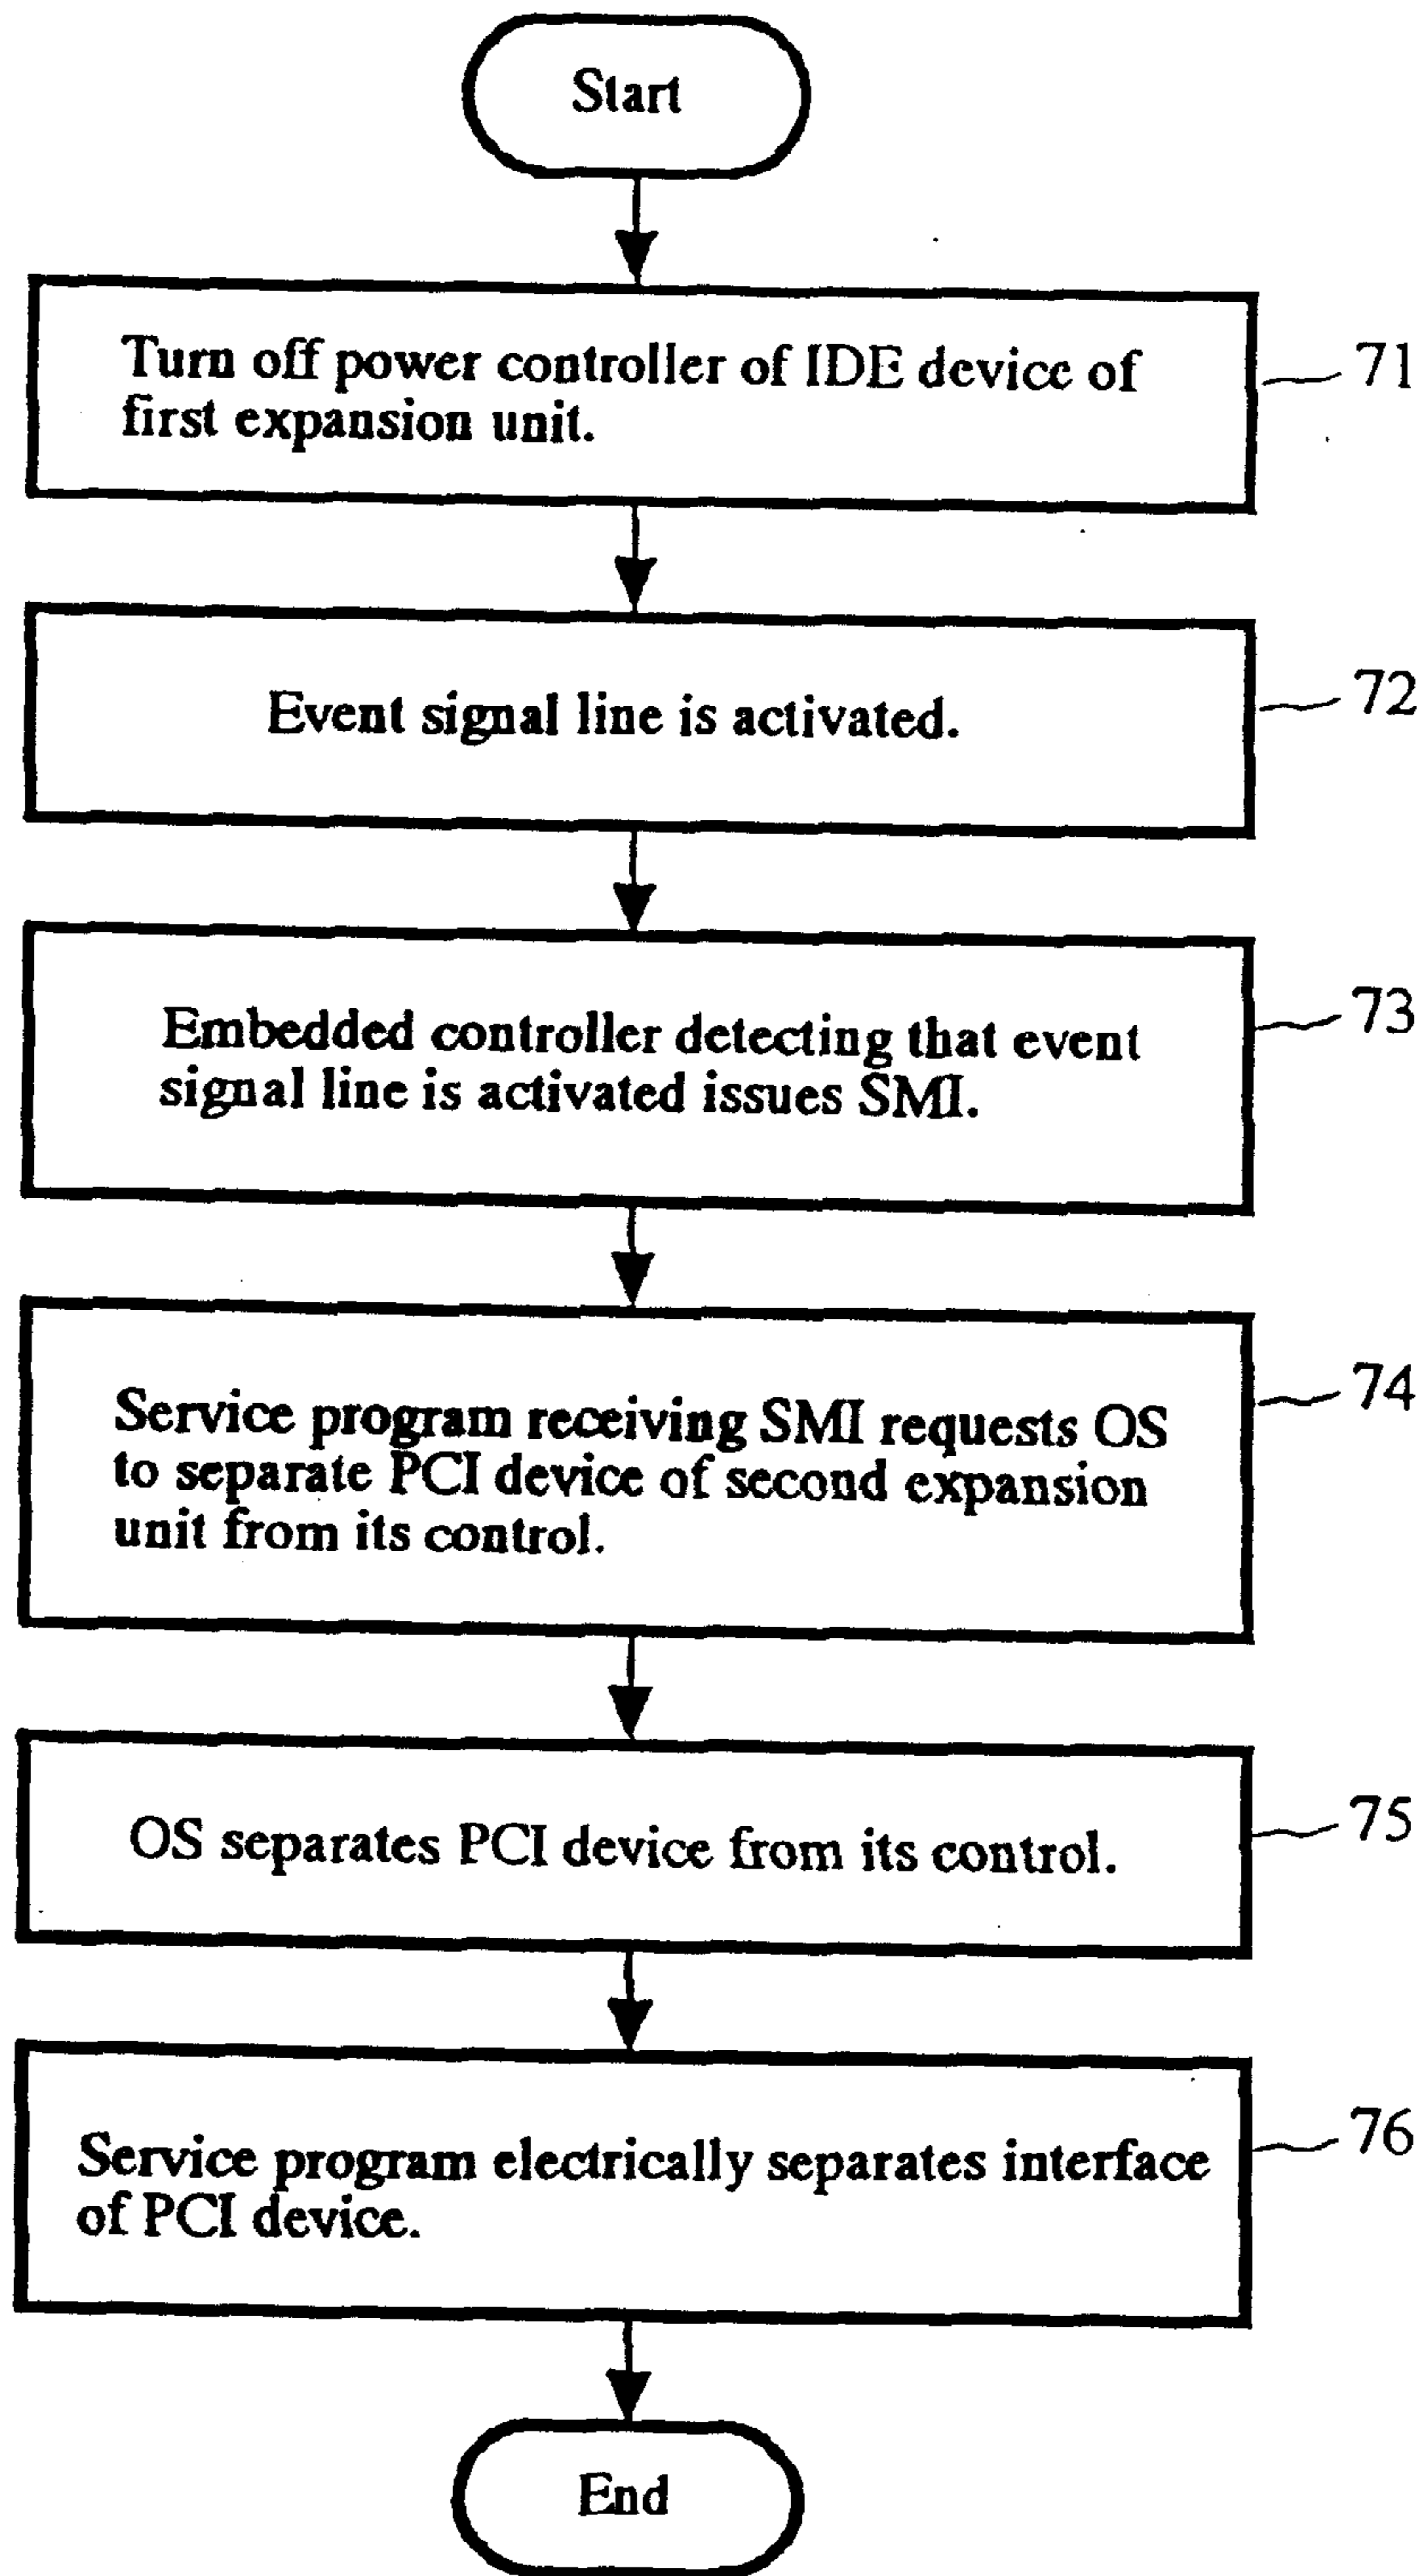 Start
Turn off power controller of IDE device of
first expansion unit.
71
Event signal line is activated.
72
Embedded controller detecting that event
signal line is activated issues SMI.
73
Service program receiving SMI requests OS
to separate PCI device of second expansion
unit from its control.
74
OS separates PCI device from its control.
75
Service program electrically separates interface
of PCI device.
76
End